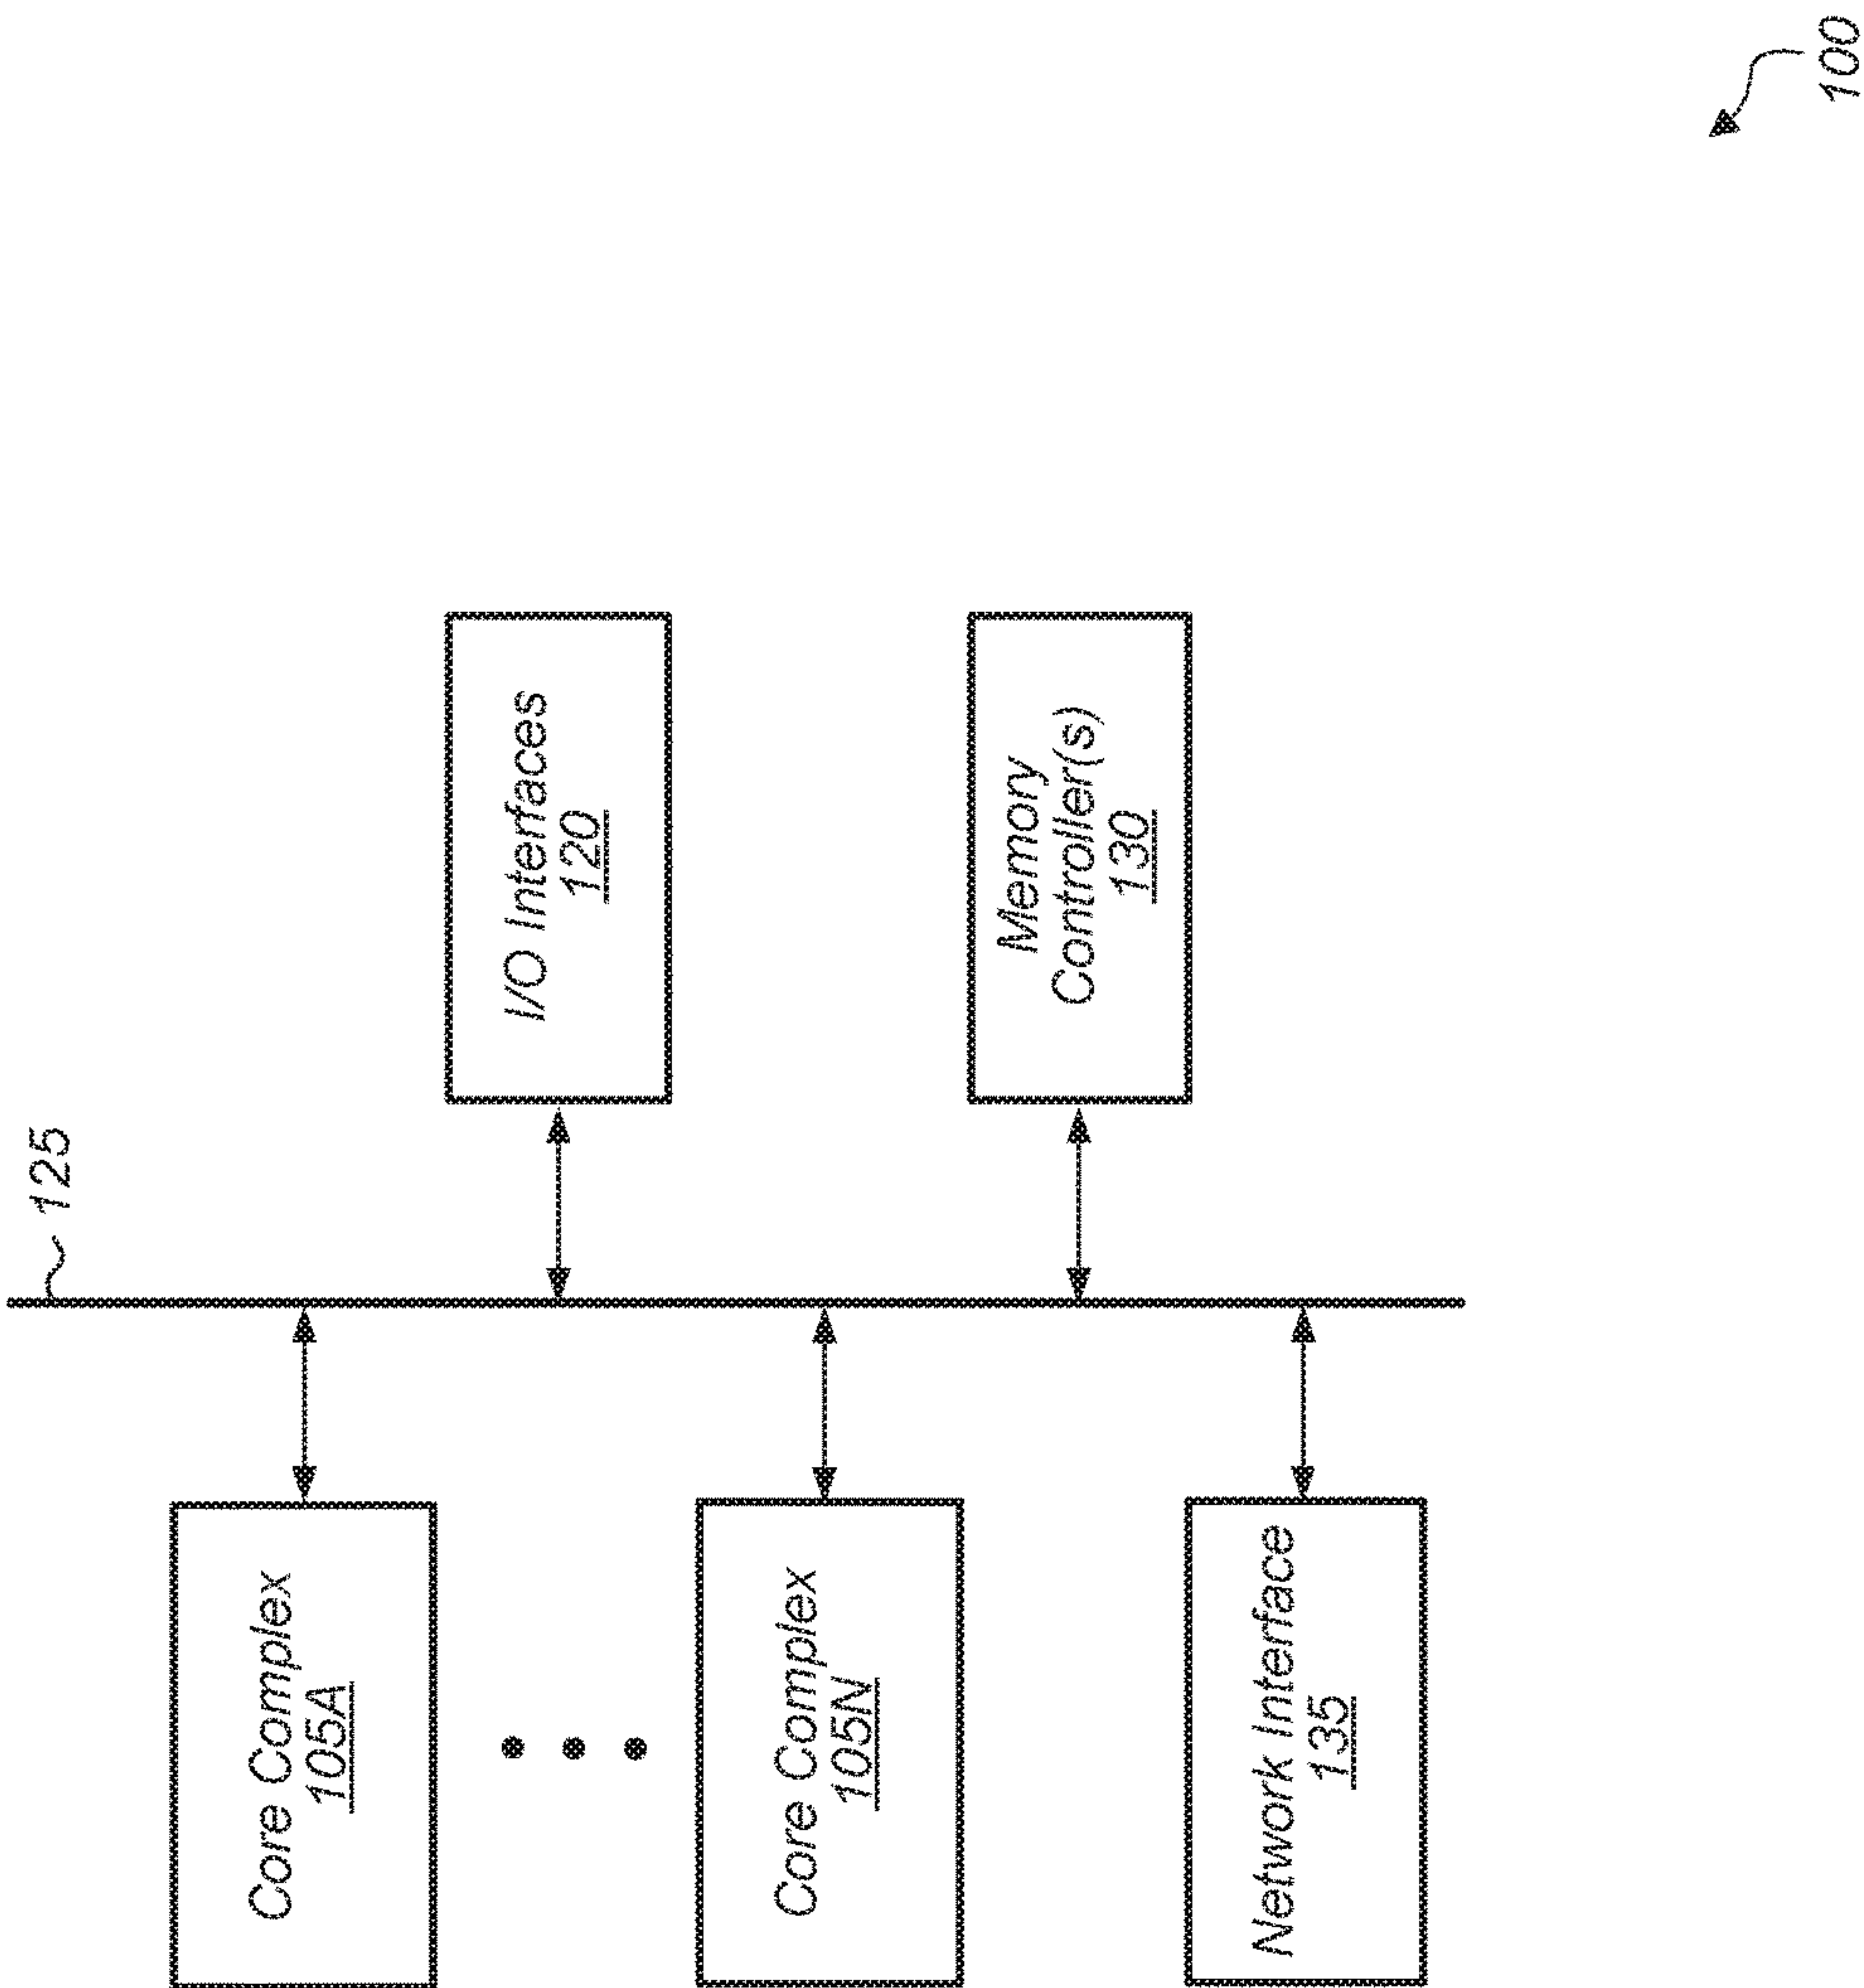 100
125
I/O Interfaces
120
Memory
Controller(s)
130
Core Complex
105A
Core Complex
105N
Network Interface
135